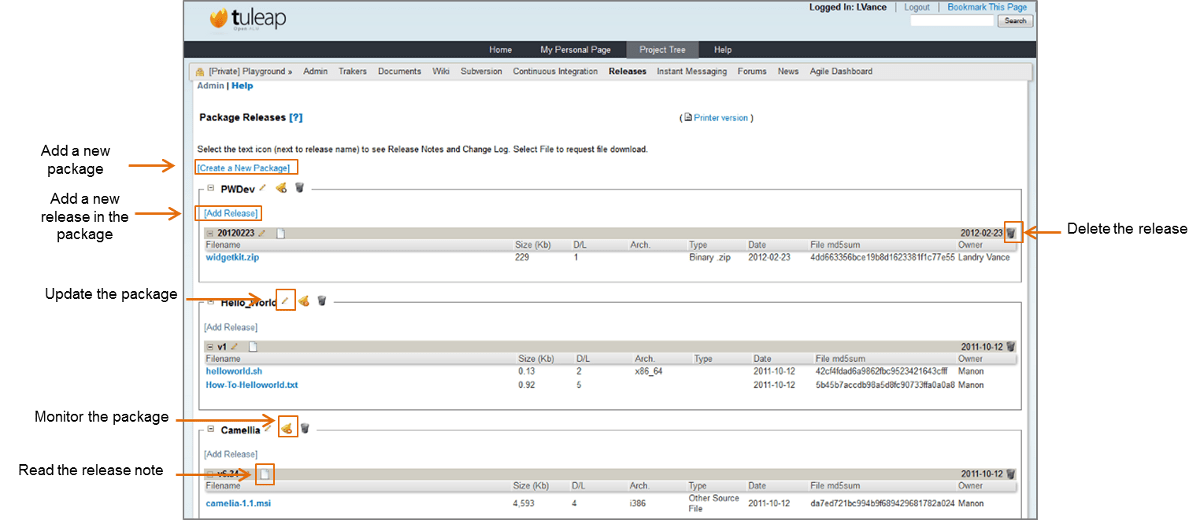 Logged In: LVance | Logout | Bookmark This Page
tuleap
Search
Home My Personal Page Project Tree Help
[Private] Playground » Admin Trakers Documents Wiki Subversion Continuous Integration Releases Instant Messaging Forums News Agile Dashboard
Admin | Help
Package Releases [?]
( Printer version )
Select the text icon (next to release name) to see Release Notes and Change Log. Select File to request file download.
Add a new
package
[Create a New Package]
PWDev
Add a new
release in the
package
[Add Release]
20120223 2012-02-23
Delete the release
Filename Size (Kb) D/L Arch. Type Date File md5sum Owner
widgetkit.zip 229 1 Binary .zip 2012-02-23 4dd663356bce19b8d1623381f1c77e55 Landry Vance
Update the package
Hello_World
[Add Release]
v1 2011-10-12
Filename Size (Kb) D/L Arch. Type Date File md5sum Owner
helloworld.sh 0.13 2 x86_64 2011-10-12 42cf4fdad6a9862fbc9523421643cfff Manon
How-To-Helloworld.txt 0.92 5 2011-10-12 5b45b7accdb98a5d8fc90733ffa0a0a8 Manon
Monitor the package
Camellia
[Add Release]
Read the release note
v6.24 2011-10-12
Filename Size (Kb) D/L Arch. Type Date File md5sum Owner
camelia-1.1.msi 4,593 4 i386 Other Source File 2011-10-12 da7ed721bc994b9f689429681782a024 Manon